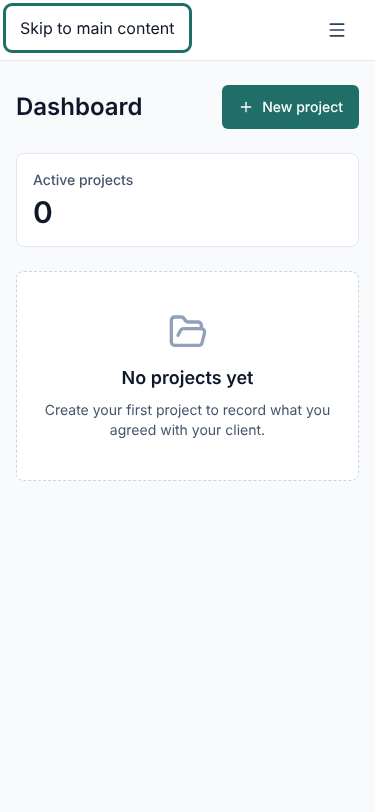 Skip to main content
Dashboard
New project
Active projects
0
No projects yet
Create your first project to record what you
agreed with your client.